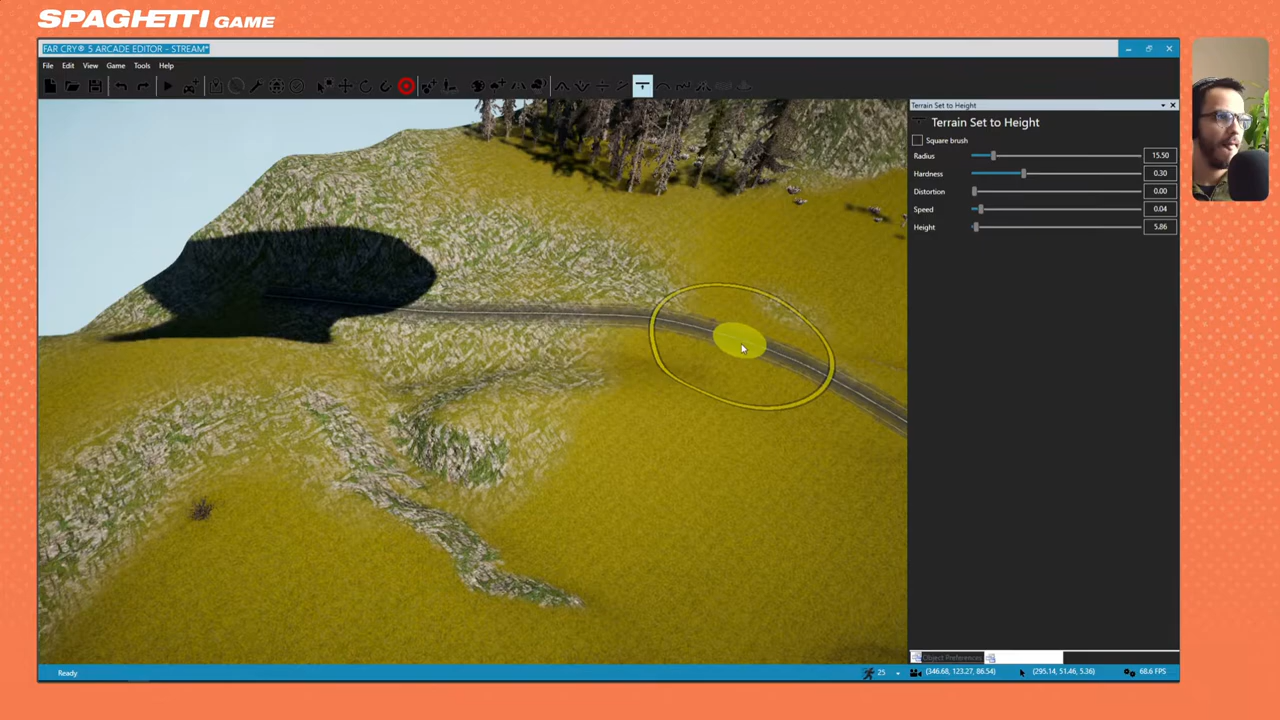 SPAGHETTI GAME
FAR CRY® 5 ARCADE EDITOR - STREAM*
File Edit View Game Tools Help
Terrain Set to Height
Terrain Set to Height
Square brush
Radius 15.50
Hardness 0.30
Distortion 0.00
Speed 0.04
Height 5.86
Object Preferences
Ready
25
(346.68, 123.27, 86.54)
(295.14, 51.46, 5.36)
68.6 FPS